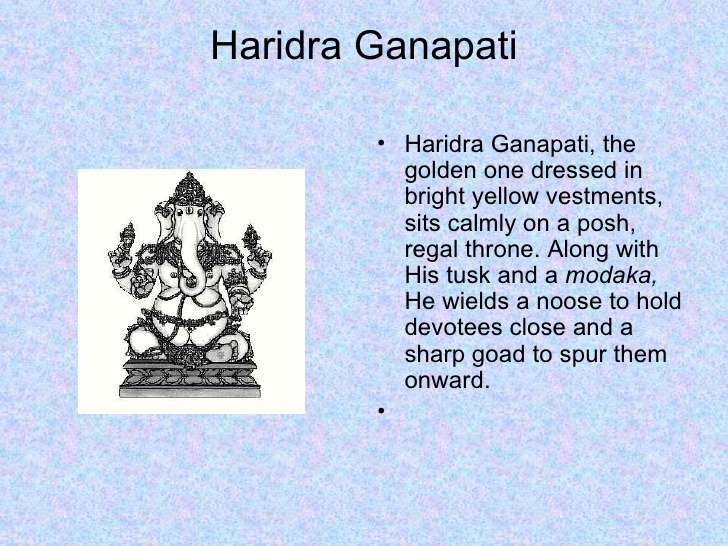 Haridra Ganapati
• Haridra Ganapati, the
golden one dressed in
bright yellow vestments,
sits calmly on a posh,
regal throne. Along with
His tusk and a modaka,
He wields a noose to hold
devotees close and a
sharp goad to spur them
onward.
•